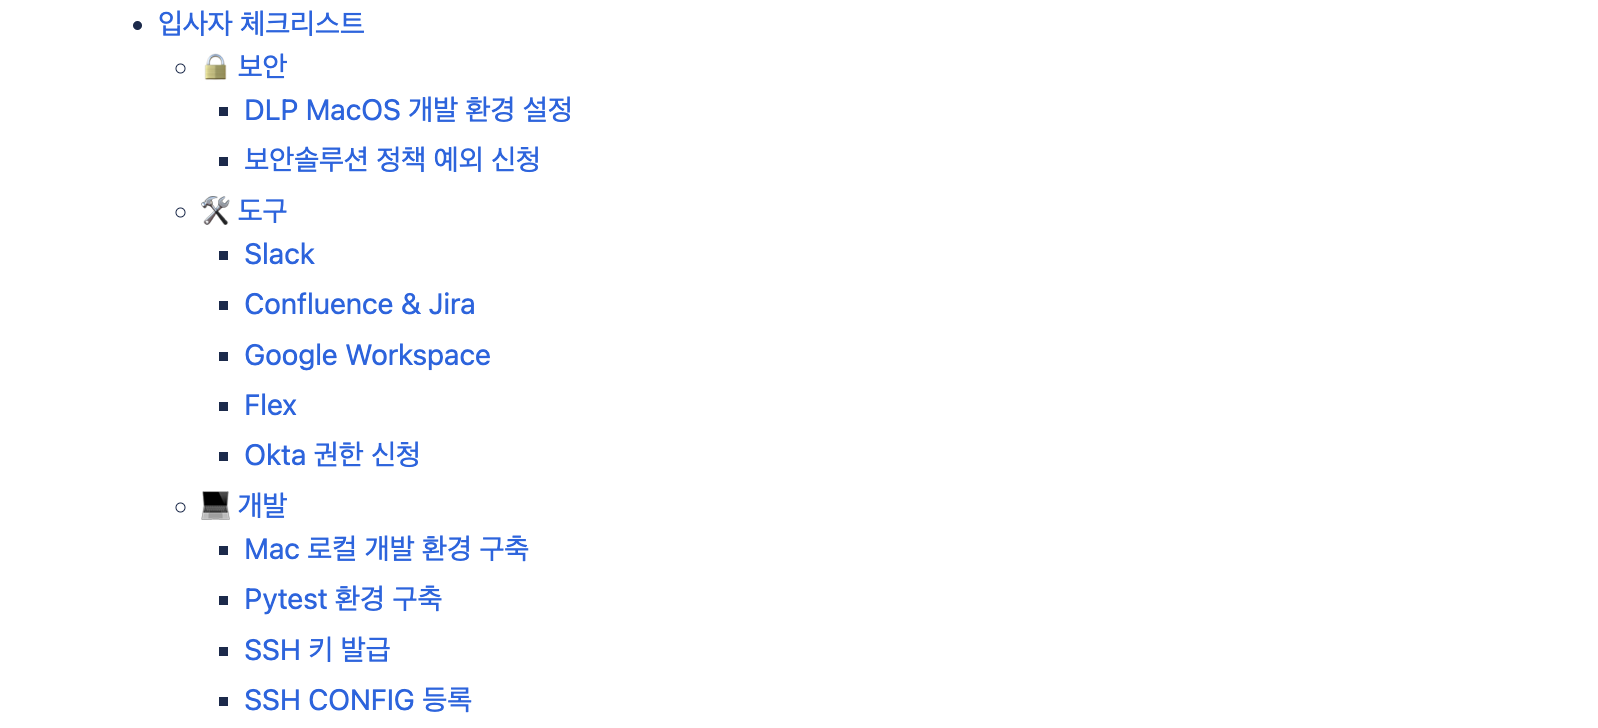 입사자 체크리스트
🔒 보안
DLP MacOS 개발 환경 설정
보안솔루션 정책 예외 신청
🛠 도구
Slack
Confluence & Jira
Google Workspace
Flex
Okta 권한 신청
💻 개발
Mac 로컬 개발 환경 구축
Pytest 환경 구축
SSH 키 발급
SSH CONFIG 등록